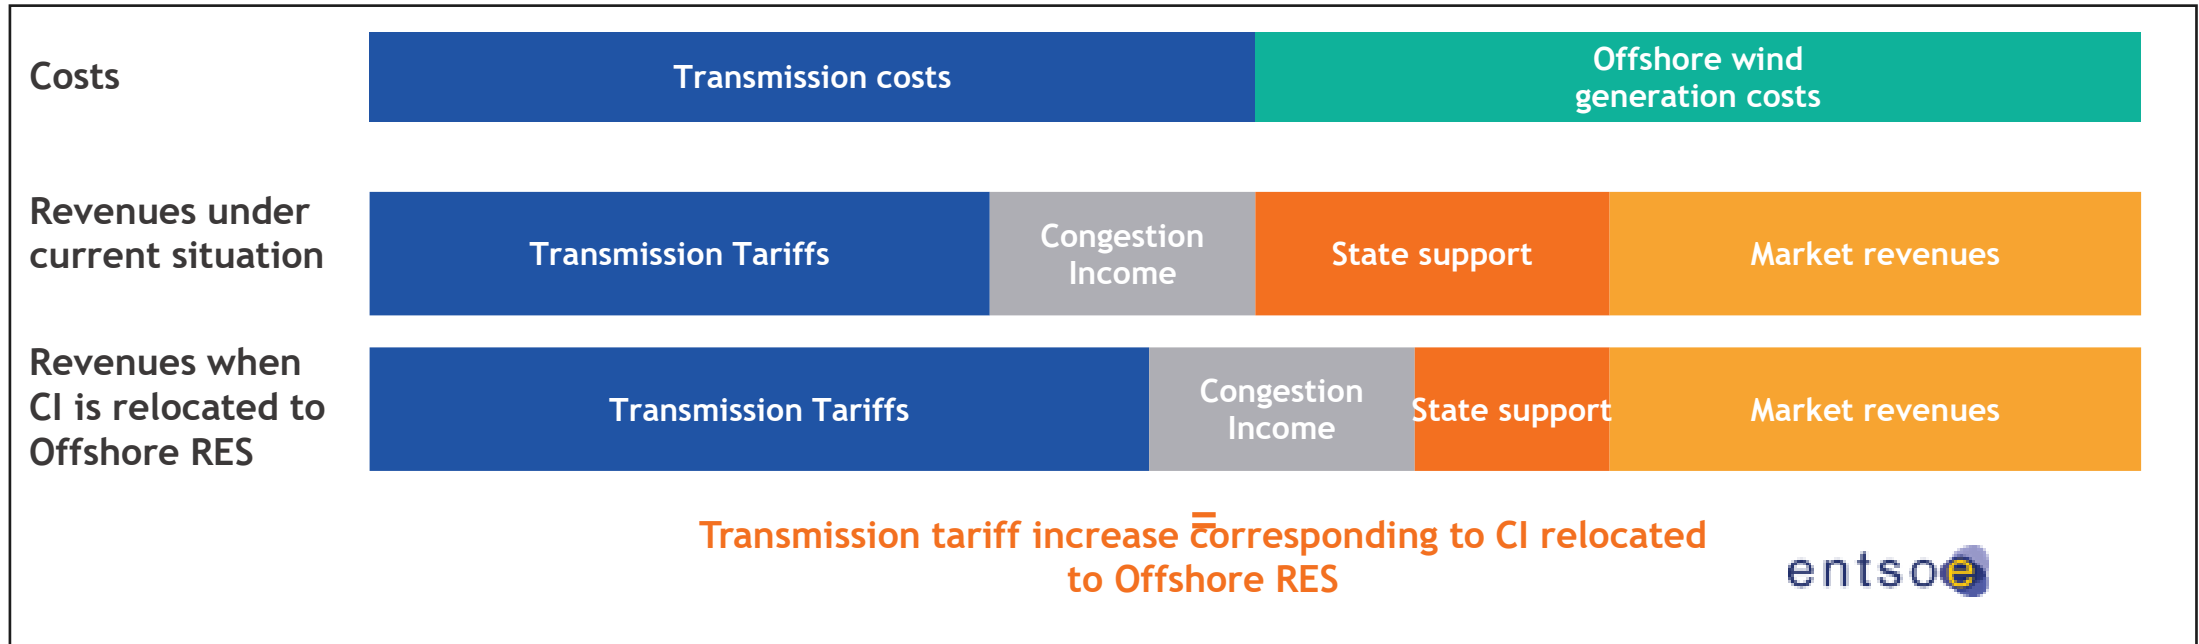 Costs
Transmission costs
Offshore wind
generation costs
Revenues under
current situation
Transmission Tariffs
Congestion
Income
State support
Market revenues
Revenues when
CI is relocated to
Offshore RES
Transmission Tariffs
Congestion
Income
State support
Market revenues
=
Transmission tariff increase corresponding to CI relocated
to Offshore RES
entsoe